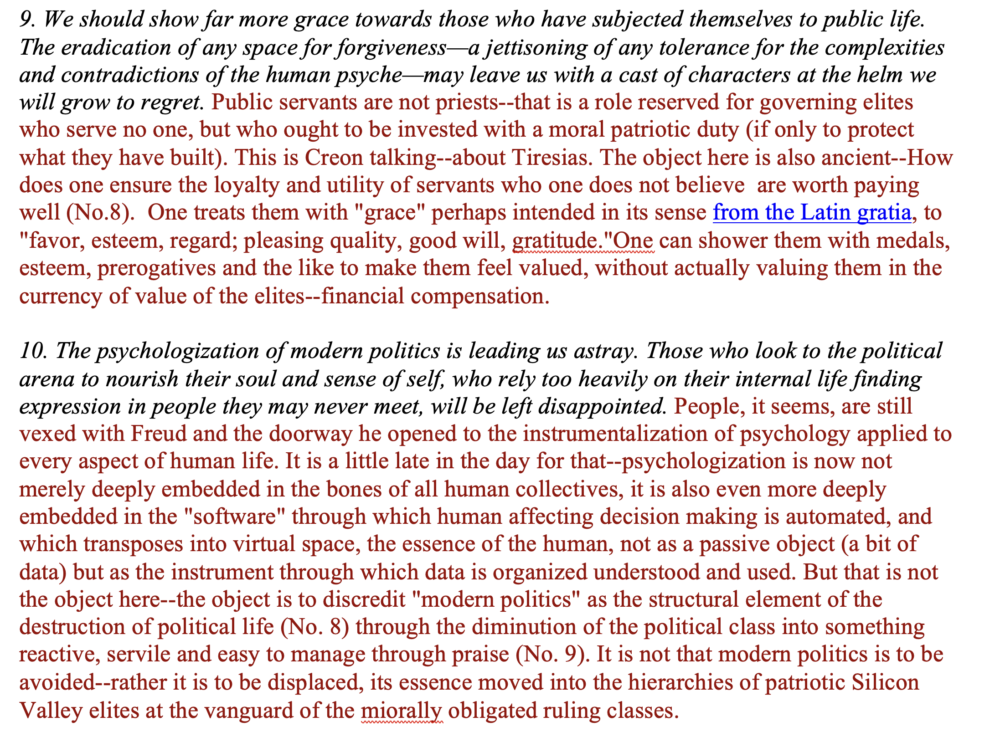 9. We should show far more grace towards those who have subjected themselves to public life.
The eradication of any space for forgiveness—a jettisoning of any tolerance for the complexities
and contradictions of the human psyche—may leave us with a cast of characters at the helm we
will grow to regret. Public servants are not priests--that is a role reserved for governing elites
who serve no one, but who ought to be invested with a moral patriotic duty (if only to protect
what they have built). This is Creon talking--about Tiresias. The object here is also ancient--How
does one ensure the loyalty and utility of servants who one does not believe  are worth paying
well (No.8).  One treats them with "grace" perhaps intended in its sense from the Latin gratia, to
"favor, esteem, regard; pleasing quality, good will, gratitude."One can shower them with medals,
esteem, prerogatives and the like to make them feel valued, without actually valuing them in the
currency of value of the elites--financial compensation.
10. The psychologization of modern politics is leading us astray. Those who look to the political
arena to nourish their soul and sense of self, who rely too heavily on their internal life finding
expression in people they may never meet, will be left disappointed. People, it seems, are still
vexed with Freud and the doorway he opened to the instrumentalization of psychology applied to
every aspect of human life. It is a little late in the day for that--psychologization is now not
merely deeply embedded in the bones of all human collectives, it is also even more deeply
embedded in the "software" through which human affecting decision making is automated, and
which transposes into virtual space, the essence of the human, not as a passive object (a bit of
data) but as the instrument through which data is organized understood and used. But that is not
the object here--the object is to discredit "modern politics" as the structural element of the
destruction of political life (No. 8) through the diminution of the political class into something
reactive, servile and easy to manage through praise (No. 9). It is not that modern politics is to be
avoided--rather it is to be displaced, its essence moved into the hierarchies of patriotic Silicon
Valley elites at the vanguard of the miorally obligated ruling classes.